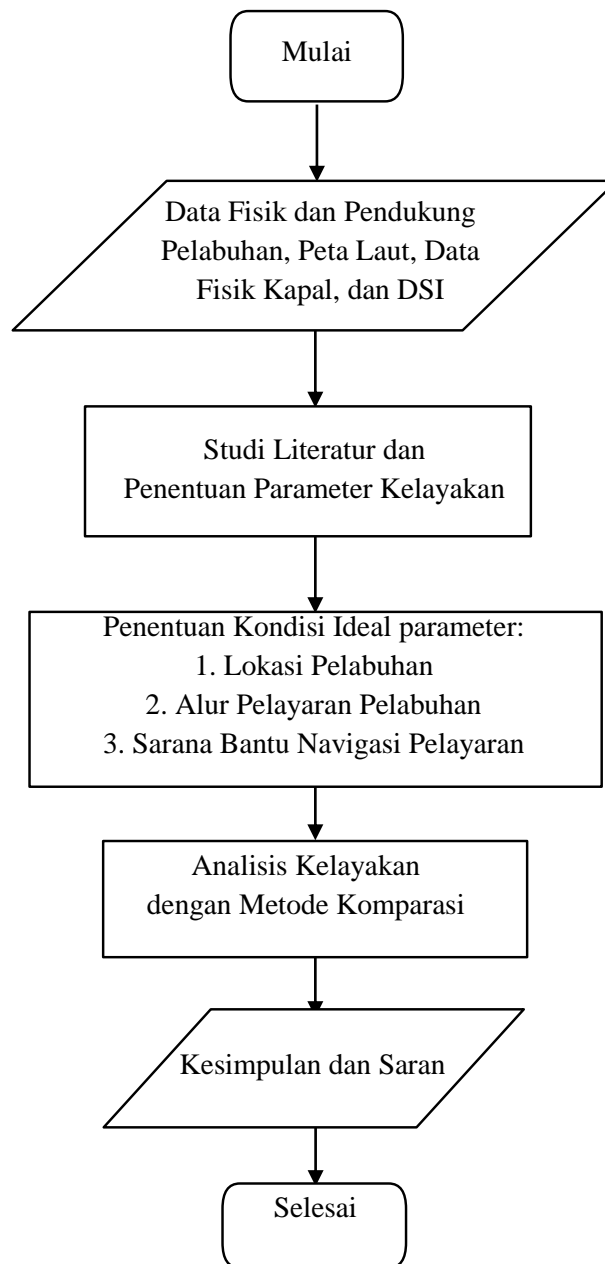 Mulai
Data Fisik dan Pendukung
Pelabuhan, Peta Laut, Data
Fisik Kapal, dan DSI
Studi Literatur dan
Penentuan Parameter Kelayakan
Penentuan Kondisi Ideal parameter:
1. Lokasi Pelabuhan
2. Alur Pelayaran Pelabuhan
3. Sarana Bantu Navigasi Pelayaran
Analisis Kelayakan
dengan Metode Komparasi
Kesimpulan dan Saran
Selesai